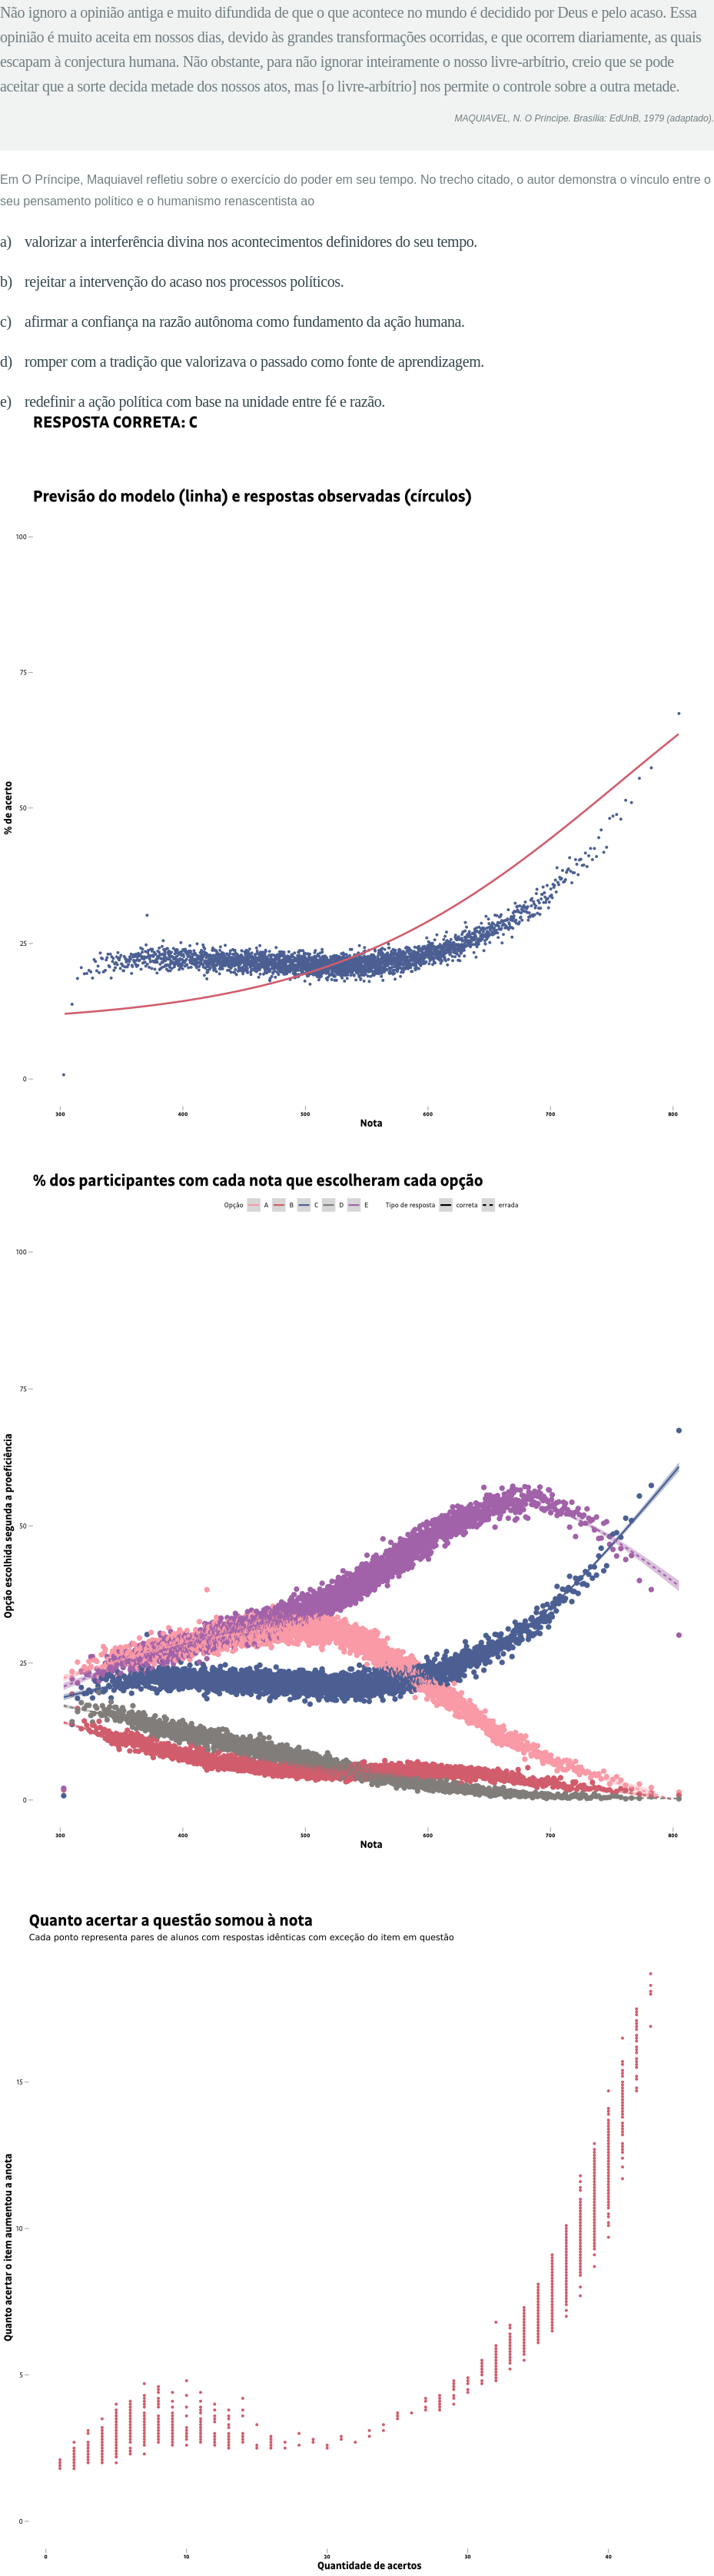 Não ignoro a opinião antiga e muito difundida de que o que acontece no mundo é decidido por Deus e pelo acaso. Essa
opinião é muito aceita em nossos dias, devido às grandes transformações ocorridas, e que ocorrem diariamente, as quais
escapam à conjectura humana. Não obstante, para não ignorar inteiramente o nosso livre-arbítrio, creio que se pode
aceitar que a sorte decida metade dos nossos atos, mas [o livre-arbítrio] nos permite o controle sobre a outra metade.
MAQUIAVEL, N. O Príncipe. Brasília: EdUnB, 1979 (adaptado).
Em O Príncipe, Maquiavel refletiu sobre o exercício do poder em seu tempo. No trecho citado, o autor demonstra o vínculo entre o
seu pensamento político e o humanismo renascentista ao
a) valorizar a interferência divina nos acontecimentos definidores do seu tempo.
b) rejeitar a intervenção do acaso nos processos políticos.
c) afirmar a confiança na razão autônoma como fundamento da ação humana.
d) romper com a tradição que valorizava o passado como fonte de aprendizagem.
e) redefinir a ação política com base na unidade entre fé e razão.
RESPOSTA CORRETA: C
Previsão do modelo (linha) e respostas observadas (círculos)
100
75
50
25
0
% de acerto
300 400 500 600 700 800
Nota
% dos participantes com cada nota que escolheram cada opção
Opção A B C D E Tipo de resposta correta errada
100
75
50
25
0
Opção escolhida segunda a proeficiência
300 400 500 600 700 800
Nota
Quanto acertar a questão somou à nota
Cada ponto representa pares de alunos com respostas idênticas com exceção do item em questão
15
10
5
0
Quanto acertar o item aumentou a anota
0 10 20 30 40
Quantidade de acertos